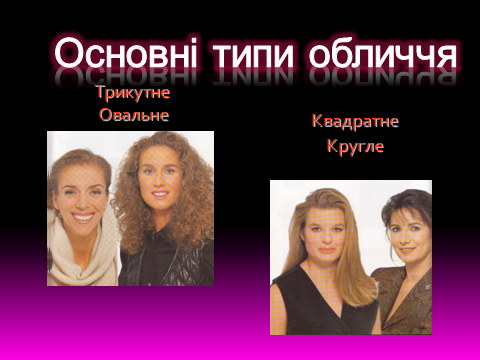 Основні типи обличчя
Трикутне
Овальне
Квадратне
Кругле